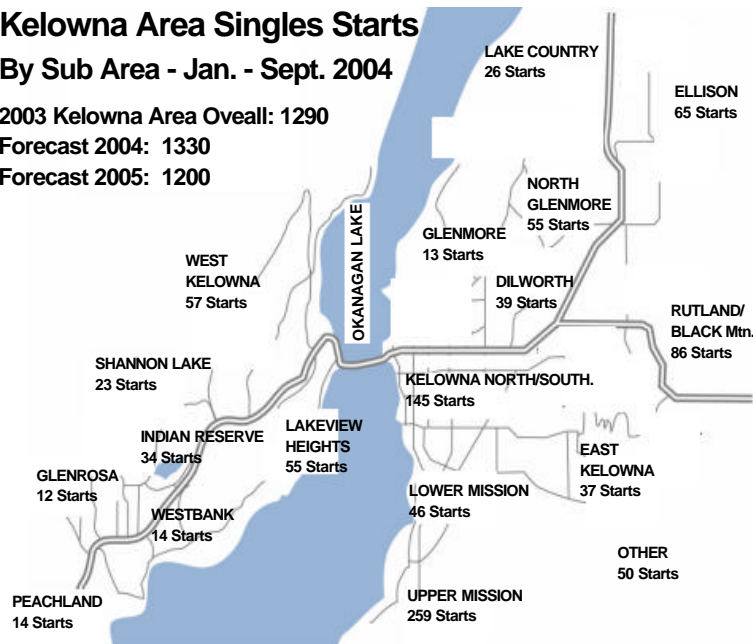 Kelowna Area Singles Starts
By Sub Area - Jan. - Sept. 2004
2003 Kelowna Area Oveall: 1290
Forecast 2004: 1330
Forecast 2005: 1200
LAKE COUNTRY
26 Starts
ELLISON
65 Starts
NORTH
GLENMORE
55 Starts
GLENMORE
13 Starts
OKANAGAN LAKE
WEST
KELOWNA
57 Starts
DILWORTH
39 Starts
RUTLAND/
BLACK Mtn.
86 Starts
SHANNON LAKE
23 Starts
KELOWNA NORTH/SOUTH.
145 Starts
INDIAN RESERVE
34 Starts
LAKEVIEW
HEIGHTS
55 Starts
EAST
KELOWNA
37 Starts
GLENROSA
12 Starts
LOWER MISSION
46 Starts
WESTBANK
14 Starts
OTHER
50 Starts
PEACHLAND
14 Starts
UPPER MISSION
259 Starts